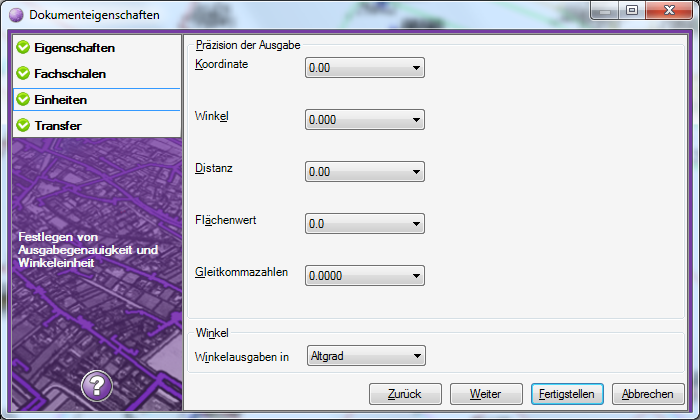 Dokumenteigenschaften
Eigenschaften
Fachschalen
Einheiten
Transfer
Festlegen von
Ausgabegenauigkeit und
Winkeleinheit
?
Präzision der Ausgabe
Koordinate 0.00
Winkel 0.000
Distanz 0.00
Flächenwert 0.0
Gleitkommazahlen 0.0000
Winkel
Winkelausgaben in Altgrad
Zurück Weiter Fertigstellen Abbrechen